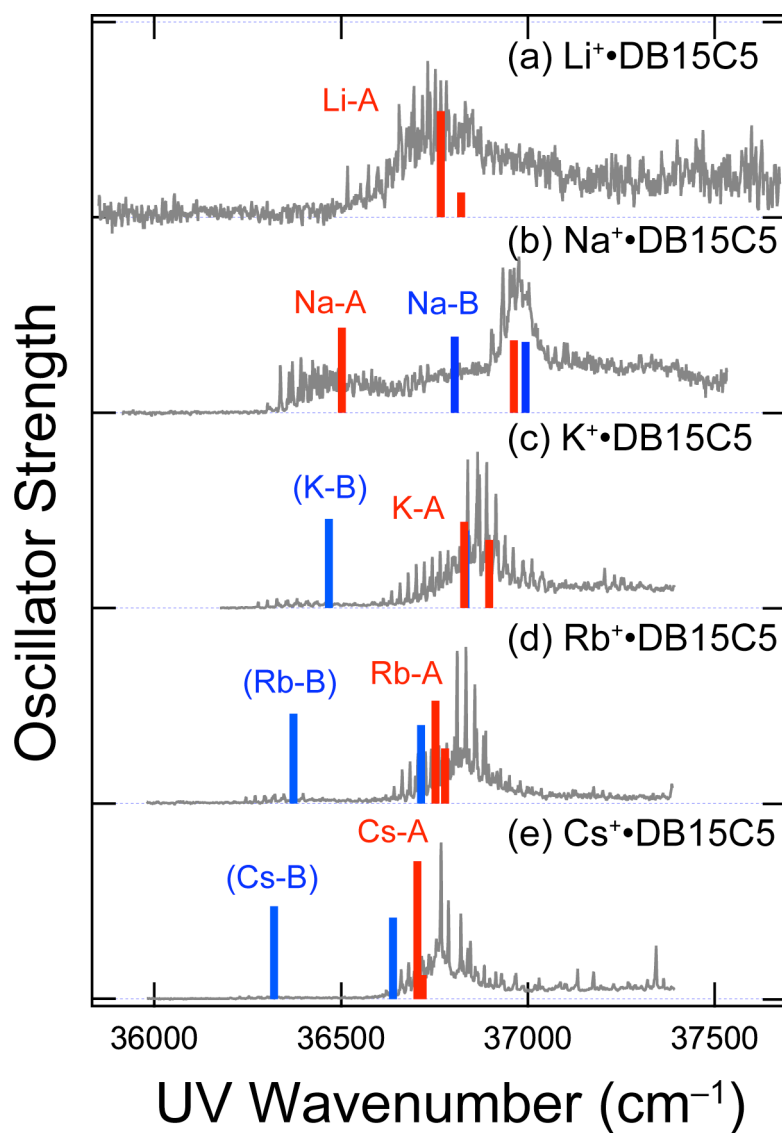 (a) Li⁺•DB15C5
Li-A
(b) Na⁺•DB15C5
Na-A
Na-B
(c) K⁺•DB15C5
(K-B)
K-A
(d) Rb⁺•DB15C5
(Rb-B)
Rb-A
(e) Cs⁺•DB15C5
Cs-A
(Cs-B)
Oscillator Strength
36000 36500 37000 37500
UV Wavenumber (cm⁻¹)